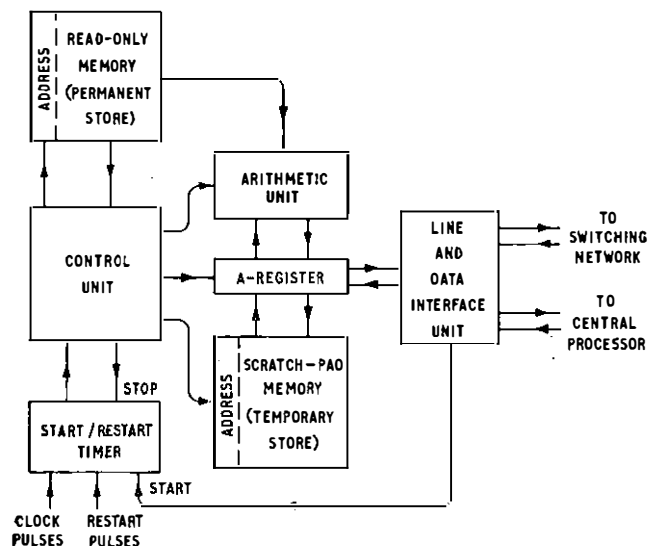 ADDRESS
READ-ONLY
MEMORY
(PERMANENT
STORE)
ARITHMETIC
UNIT
CONTROL
UNIT
A-REGISTER
LINE
AND
DATA
INTERFACE
UNIT
TO
SWITCHING
NETWORK
TO
CENTRAL
PROCESSOR
ADDRESS
SCRATCH-PAO
MEMORY
(TEMPORARY
STORE)
STOP
START/RESTART
TIMER
START
CLOCK
PULSES
RESTART
PULSES